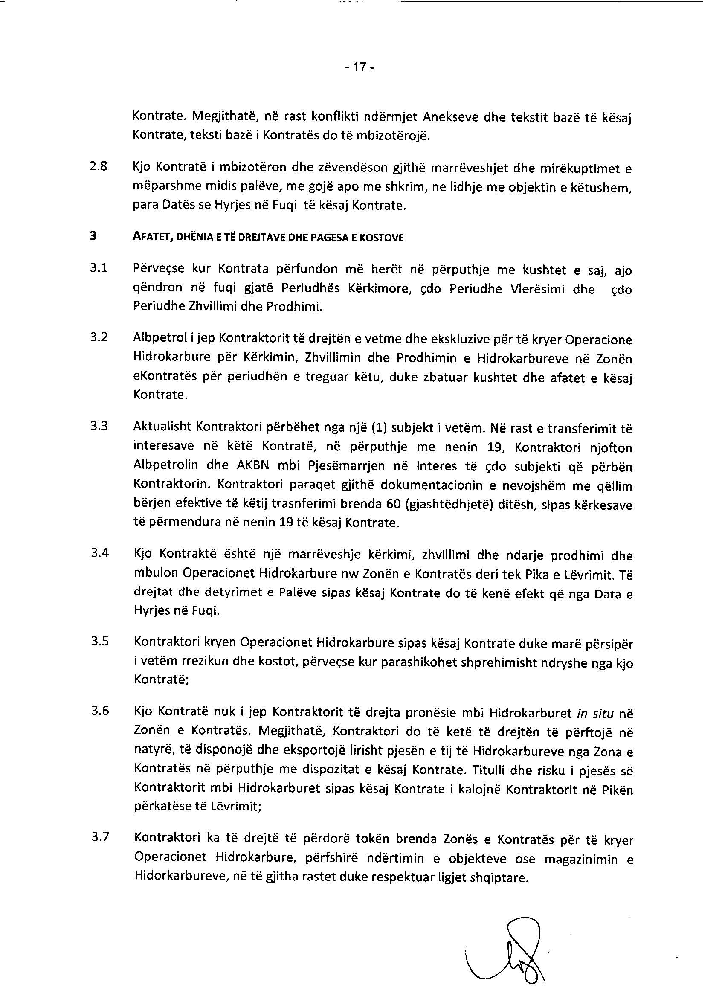 - 17 -
Kontrate. Megjithatë, në rast konflikti ndërmjet Anekseve dhe tekstit bazë të kësaj
Kontrate, teksti bazë i Kontratës do të mbizotërojë.
2.8 Kjo Kontratë i mbizotëron dhe zëvendëson gjithë marrëveshjet dhe mirëkuptimet e
mëparshme midis palëve, me gojë apo me shkrim, ne lidhje me objektin e këtushem,
para Datës se Hyrjes në Fuqi të kësaj Kontrate.
3 AFATET, DHËNIA E TË DREJTAVE DHE PAGESA E KOSTOVE
3.1 Përveçse kur Kontrata përfundon më herët në përputhje me kushtet e saj, ajo
qëndron në fuqi gjatë Periudhës Kërkimore, çdo Periudhe Vlerësimi dhe çdo
Periudhe Zhvillimi dhe Prodhimi.
3.2 Albpetrol i jep Kontraktorit të drejtën e vetme dhe ekskluzive për të kryer Operacione
Hidrokarbure për Kërkimin, Zhvillimin dhe Prodhimin e Hidrokarbureve në Zonën
eKontratës për periudhën e treguar këtu, duke zbatuar kushtet dhe afatet e kësaj
Kontrate.
3.3 Aktualisht Kontraktori përbëhet nga një (1) subjekt i vetëm. Në rast e transferimit të
interesave në këtë Kontratë, në përputhje me nenin 19, Kontraktori njofton
Albpetrolin dhe AKBN mbi Pjesëmarrjen në Interes të çdo subjekti që përbën
Kontraktorin. Kontraktori paraqet gjithë dokumentacionin e nevojshëm me qëllim
bërjen efektive të këtij trasnferimi brenda 60 (gjashtëdhjetë) ditësh, sipas kërkesave
të përmendura në nenin 19 të kësaj Kontrate.
3.4 Kjo Kontraktë është një marrëveshje kërkimi, zhvillimi dhe ndarje prodhimi dhe
mbulon Operacionet Hidrokarbure nw Zonën e Kontratës deri tek Pika e Lëvrimit. Të
drejtat dhe detyrimet e Palëve sipas kësaj Kontrate do të kenë efekt që nga Data e
Hyrjes në Fuqi.
3.5 Kontraktori kryen Operacionet Hidrokarbure sipas kësaj Kontrate duke marë përsipër
i vetëm rrezikun dhe kostot, përveçse kur parashikohet shprehimisht ndryshe nga kjo
Kontratë;
3.6 Kjo Kontratë nuk i jep Kontraktorit të drejta pronësie mbi Hidrokarburet in situ në
Zonën e Kontratës. Megjithatë, Kontraktori do të ketë të drejtën të përftojë në
natyrë, të disponojë dhe eksportojë lirisht pjesën e tij të Hidrokarbureve nga Zona e
Kontratës në përputhje me dispozitat e kësaj Kontrate. Titulli dhe risku i pjesës së
Kontraktorit mbi Hidrokarburet sipas kësaj Kontrate i kalojnë Kontraktorit në Pikën
përkatëse të Lëvrimit;
3.7 Kontraktori ka të drejtë të përdorë tokën brenda Zonës e Kontratës për të kryer
Operacionet Hidrokarbure, përfshirë ndërtimin e objekteve ose magazinimin e
Hidorkarbureve, në të gjitha rastet duke respektuar ligjet shqiptare.